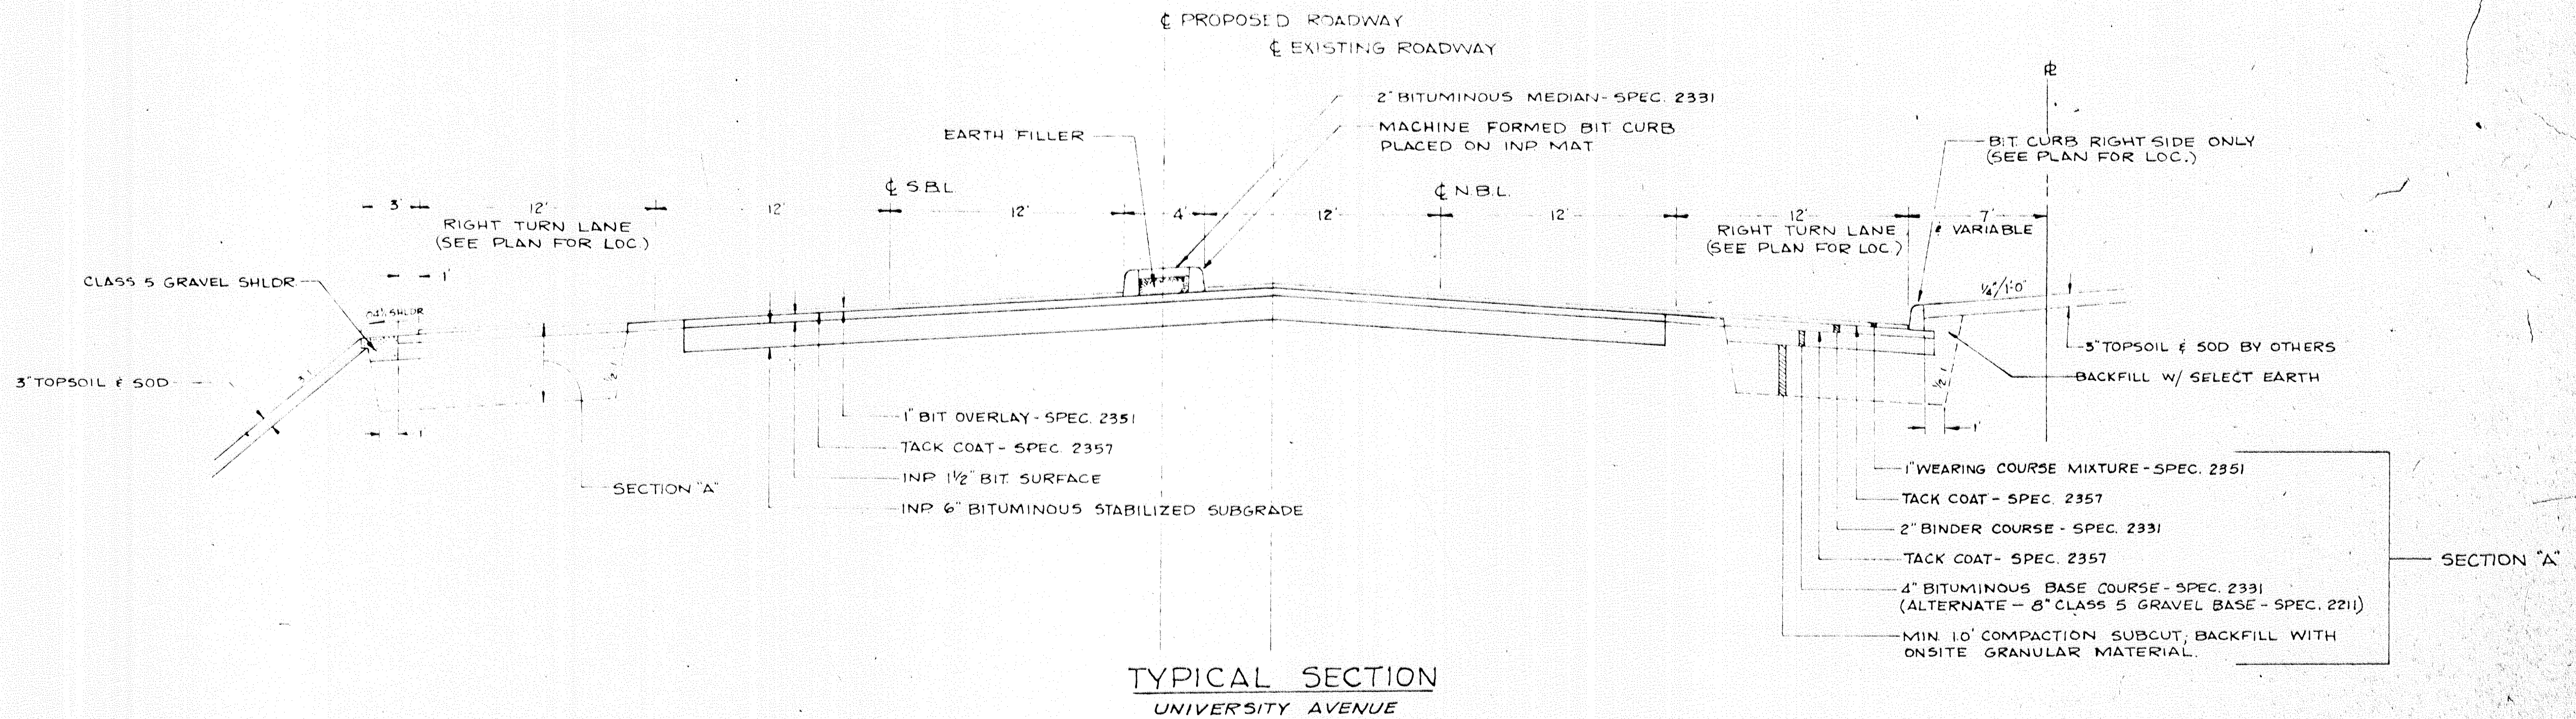 ℄ PROPOSED ROADWAY
℄ EXISTING ROADWAY
2" BITUMINOUS MEDIAN - SPEC. 2331
MACHINE FORMED BIT CURB
PLACED ON INP. MAT
EARTH FILLER
BIT. CURB RIGHT SIDE ONLY
(SEE PLAN FOR LOC.)
℄ S.B.L.
℄ N.B.L.
3'
12'
12'
12'
4'
12'
12'
12'
7'
RIGHT TURN LANE
(SEE PLAN FOR LOC.)
RIGHT TURN LANE
(SEE PLAN FOR LOC.)
& VARIABLE
1'
CLASS 5 GRAVEL SHLDR.
SHLDR
1/4"/1'-0"
3" TOPSOIL & SOD
3" TOPSOIL & SOD BY OTHERS
BACKFILL W/ SELECT EARTH
1'
1'
1" BIT OVERLAY - SPEC. 2351
TACK COAT - SPEC. 2357
INP. 1 1/2" BIT. SURFACE
INP. 6" BITUMINOUS STABILIZED SUBGRADE
SECTION "A"
1" WEARING COURSE MIXTURE - SPEC. 2351
TACK COAT - SPEC. 2357
2" BINDER COURSE - SPEC. 2331
TACK COAT - SPEC. 2357
4" BITUMINOUS BASE COURSE - SPEC. 2331
(ALTERNATE - 8" CLASS 5 GRAVEL BASE - SPEC. 2211)
MIN. 1.0' COMPACTION SUBCUT; BACKFILL WITH
ONSITE GRANULAR MATERIAL.
SECTION "A"
TYPICAL SECTION
UNIVERSITY AVENUE